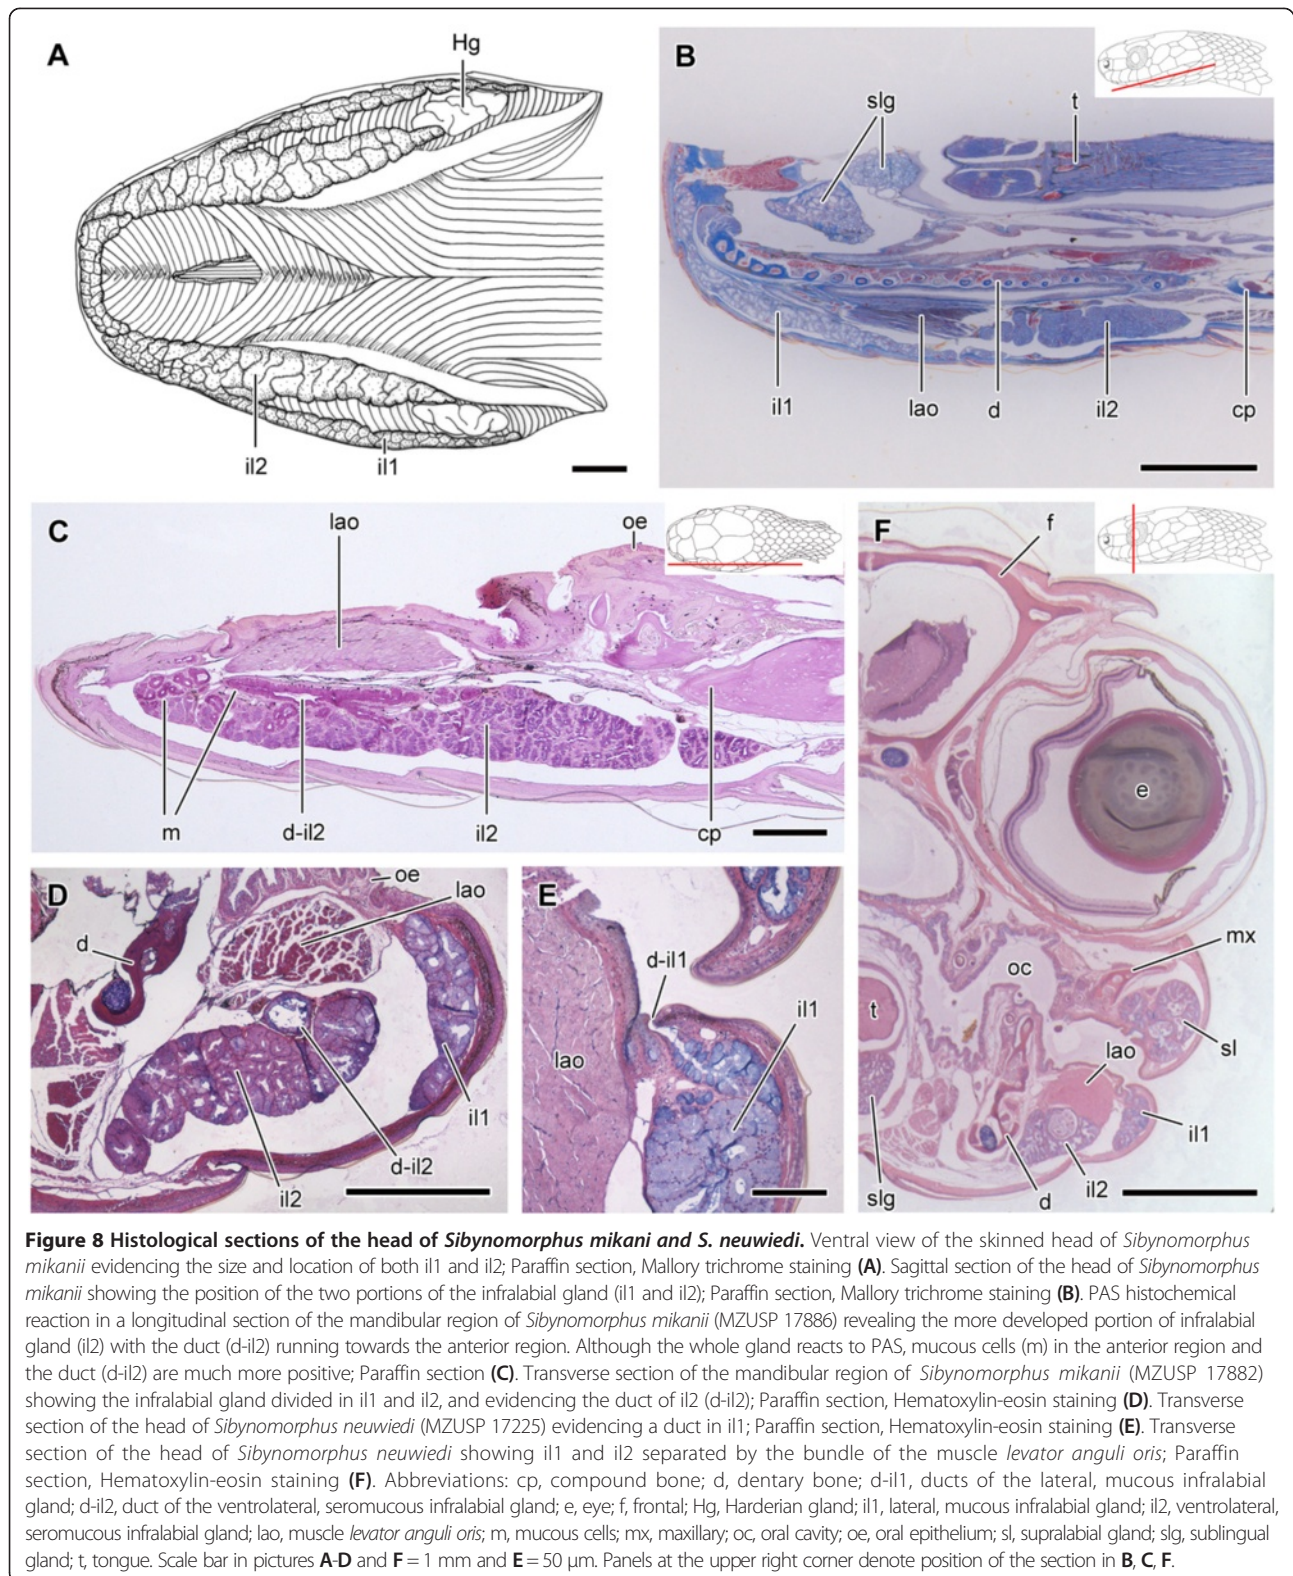 A
Hg
il2
il1
B
slg
t
il1
lao
d
il2
cp
C
lao
oe
m
d-il2
il2
cp
D
oe
lao
d
il1
d-il2
il2
E
d-il1
il1
lao
F
f
e
mx
oc
t
sl
lao
il1
slg
d
il2
Figure 8 Histological sections of the head of Sibynomorphus mikani and S. neuwiedi. Ventral view of the skinned head of Sibynomorphus
mikanii evidencing the size and location of both il1 and il2; Paraffin section, Mallory trichrome staining (A). Sagittal section of the head of Sibynomorphus
mikanii showing the position of the two portions of the infralabial gland (il1 and il2); Paraffin section, Mallory trichrome staining (B). PAS histochemical
reaction in a longitudinal section of the mandibular region of Sibynomorphus mikanii (MZUSP 17886) revealing the more developed portion of infralabial
gland (il2) with the duct (d-il2) running towards the anterior region. Although the whole gland reacts to PAS, mucous cells (m) in the anterior region and
the duct (d-il2) are much more positive; Paraffin section (C). Transverse section of the mandibular region of Sibynomorphus mikanii (MZUSP 17882)
showing the infralabial gland divided in il1 and il2, and evidencing the duct of il2 (d-il2); Paraffin section, Hematoxylin-eosin staining (D). Transverse
section of the head of Sibynomorphus neuwiedi (MZUSP 17225) evidencing a duct in il1; Paraffin section, Hematoxylin-eosin staining (E). Transverse
section of the head of Sibynomorphus neuwiedi showing il1 and il2 separated by the bundle of the muscle levator anguli oris; Paraffin
section, Hematoxylin-eosin staining (F). Abbreviations: cp, compound bone; d, dentary bone; d-il1, ducts of the lateral, mucous infralabial
gland; d-il2, duct of the ventrolateral, seromucous infralabial gland; e, eye; f, frontal; Hg, Harderian gland; il1, lateral, mucous infralabial gland; il2, ventrolateral,
seromucous infralabial gland; lao, muscle levator anguli oris; m, mucous cells; mx, maxillary; oc, oral cavity; oe, oral epithelium; sl, supralabial gland; slg, sublingual
gland; t, tongue. Scale bar in pictures A-D and F = 1 mm and E = 50 μm. Panels at the upper right corner denote position of the section in B, C, F.